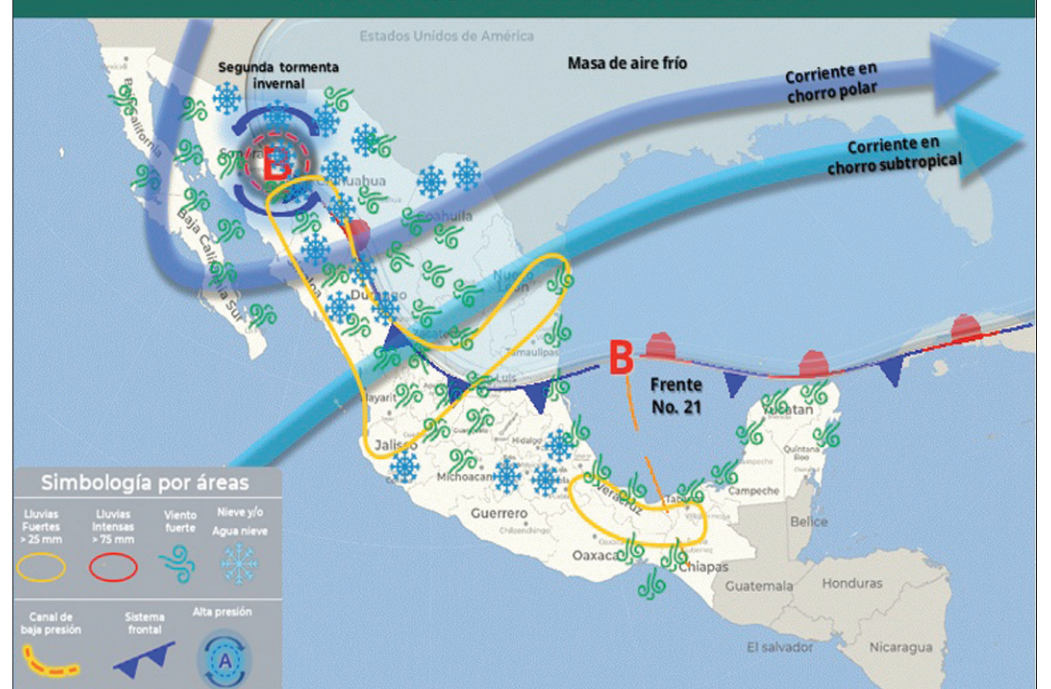 Estados Unidos de América
Segunda tormenta
invernal
Masa de aire frío
Corriente en
chorro polar
Corriente en
chorro subtropical
Baja California
Sonora
B
Chihuahua
Coahuila
Baja California Sur
Sinaloa
Nuevo
León
Durango
Zacatecas
Tamaulipas
San Luis
B
Frente
No. 21
Nayarit
Yucatán
Jalisco
Hidalgo
Quintana
Roo
Michoacán
Veracruz
Tabasco
Campeche
Guerrero
Chilpancingo
Belice
Oaxaca
Chiapas
Guatemala
Honduras
El salvador
Nicaragua
Simbología por áreas
Lluvias
Fuertes
> 25 mm
Lluvias
Intensas
> 75 mm
Viento
fuerte
Nieve y/o
Agua nieve
Canal de
baja presión
Sistema
frontal
Alta presión
A